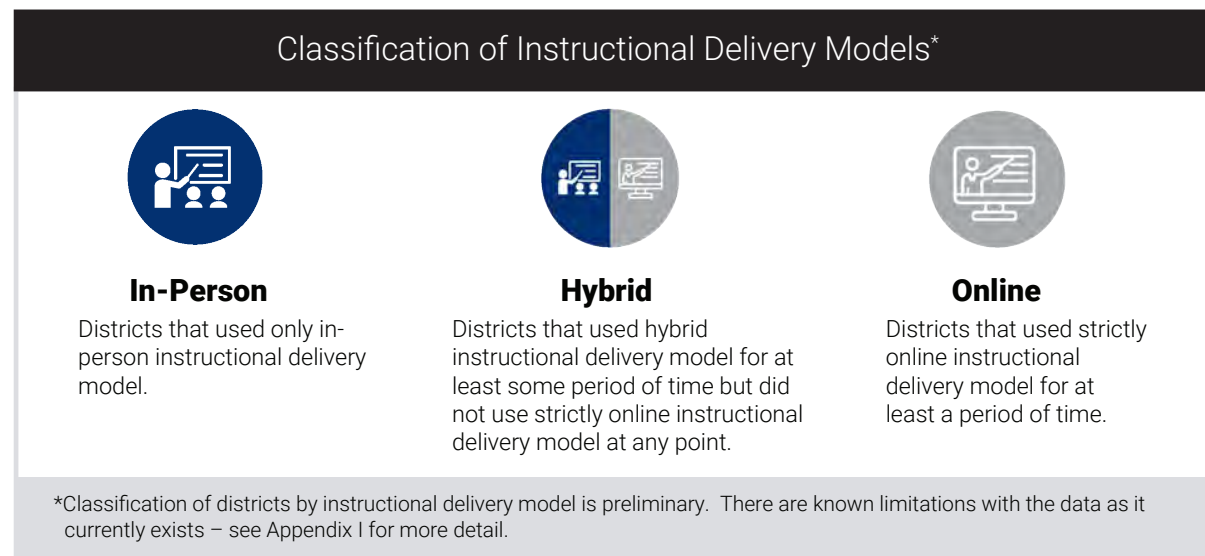 Classification of Instructional Delivery Models*
In-Person
Districts that used only in-
person instructional delivery
model.
Hybrid
Districts that used hybrid
instructional delivery model for at
least some period of time but did
not use strictly online instructional
delivery model at any point.
Online
Districts that used strictly
online instructional
delivery model for at
least a period of time.
*Classification of districts by instructional delivery model is preliminary.  There are known limitations with the data as it
currently exists – see Appendix I for more detail.